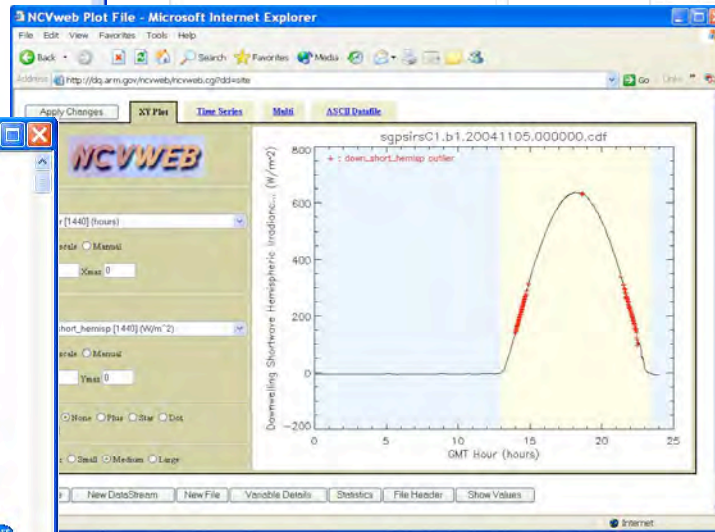 NCVweb Plot File - Microsoft Internet Explorer
File Edit View Favorites Tools Help
Back Search Favorites Media
Address http://dq.arm.gov/ncvweb/ncvweb.cgi?dd=site Go Links »
Apply Changes XY Plot Time Series Multi ASCII Datafile
NCVWEB
[1440] (hours)
Manual
Xmax 0
short_hemisp [1440] (W/m^2)
Manual
Ymax 0
None Plus Star Dot
Small Medium Large
sgpsirsC1.b1.20041105.000000.cdf
+ : down_short_hemisp outlier
Downwelling Shortwave Hemispheric Irradianc... (W/m^2)
800
600
400
200
0
-200
0 5 10 15 20 25
GMT Hour (hours)
New DataStream New File Variable Details Statistics File Header Show Values
Internet